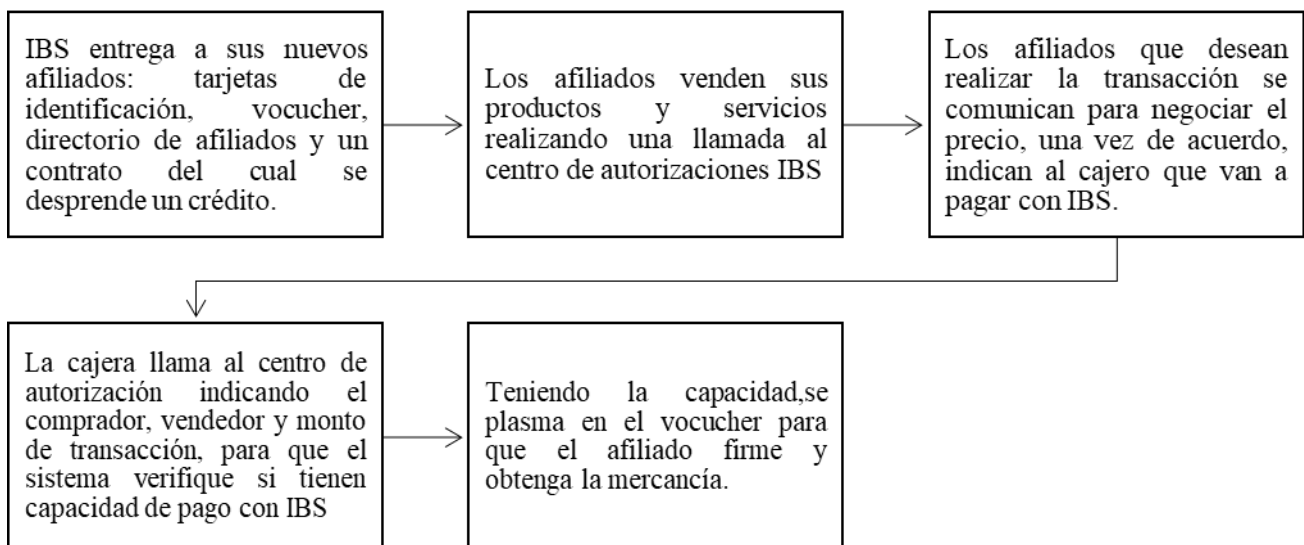 IBS entrega a sus nuevos
afiliados: tarjetas de
identificación, vocucher,
directorio de afiliados y un
contrato del cual se
desprende un crédito.
Los afiliados venden sus
productos y servicios
realizando una llamada al
centro de autorizaciones IBS
Los afiliados que desean
realizar la transacción se
comunican para negociar el
precio, una vez de acuerdo,
indican al cajero que van a
pagar con IBS.
La cajera llama al centro de
autorización indicando el
comprador, vendedor y monto
de transacción, para que el
sistema verifique si tienen
capacidad de pago con IBS
Teniendo la capacidad,se
plasma en el vocucher para
que el afiliado firme y
obtenga la mercancía.